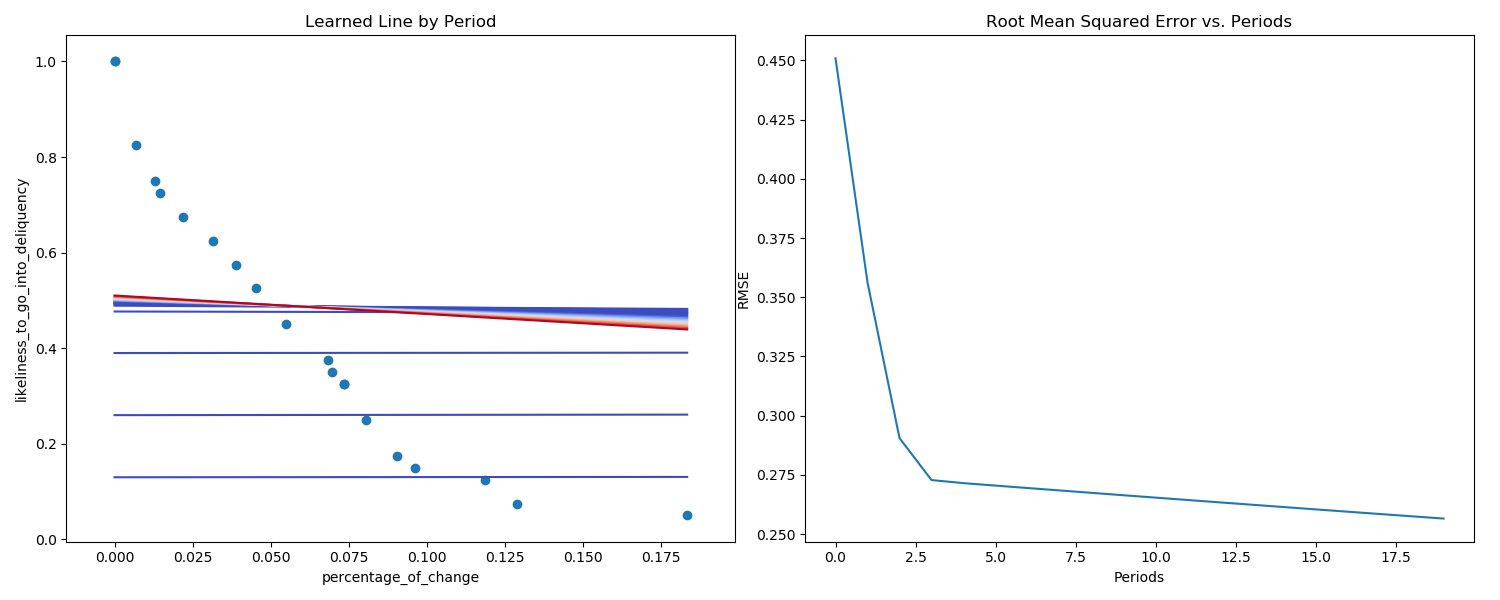 Learned Line by Period
likeliness_to_go_into_deliquency
1.0
0.8
0.6
0.4
0.2
0.0
0.000 0.025 0.050 0.075 0.100 0.125 0.150 0.175
percentage_of_change
Root Mean Squared Error vs. Periods
RMSE
0.450
0.425
0.400
0.375
0.350
0.325
0.300
0.275
0.250
0.0 2.5 5.0 7.5 10.0 12.5 15.0 17.5
Periods